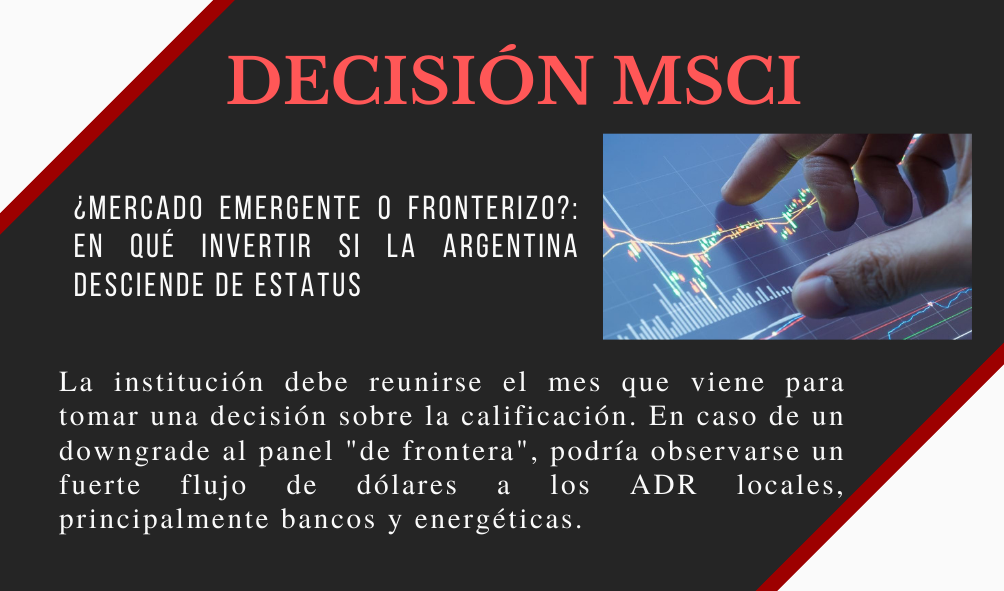 DECISIÓN MSCI
¿MERCADO EMERGENTE O FRONTERIZO?:
EN QUÉ INVERTIR SI LA ARGENTINA
DESCIENDE DE ESTATUS
La institución debe reunirse el mes que viene para
tomar una decisión sobre la calificación. En caso de un
downgrade al panel "de frontera", podría observarse un
fuerte flujo de dólares a los ADR locales,
principalmente bancos y energéticas.